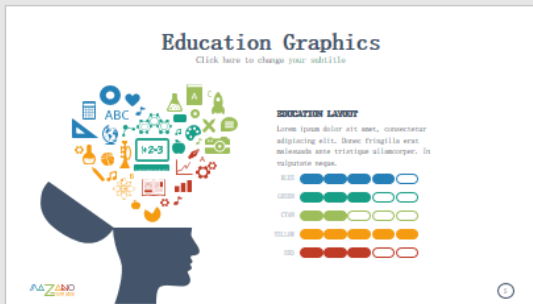 Education Graphics
Click here to change your subtitle
ABC
A
C
1+2=3
A
EDUCATION LAYOUT
Lorem ipsum dolor sit amet, consectetur
adipiscing elit. Donec fringilla erat
malesuada ante tristique ullamcorper. in
vulputate neque.
BLUE
GREEN
CYAN
YELLOW
RED